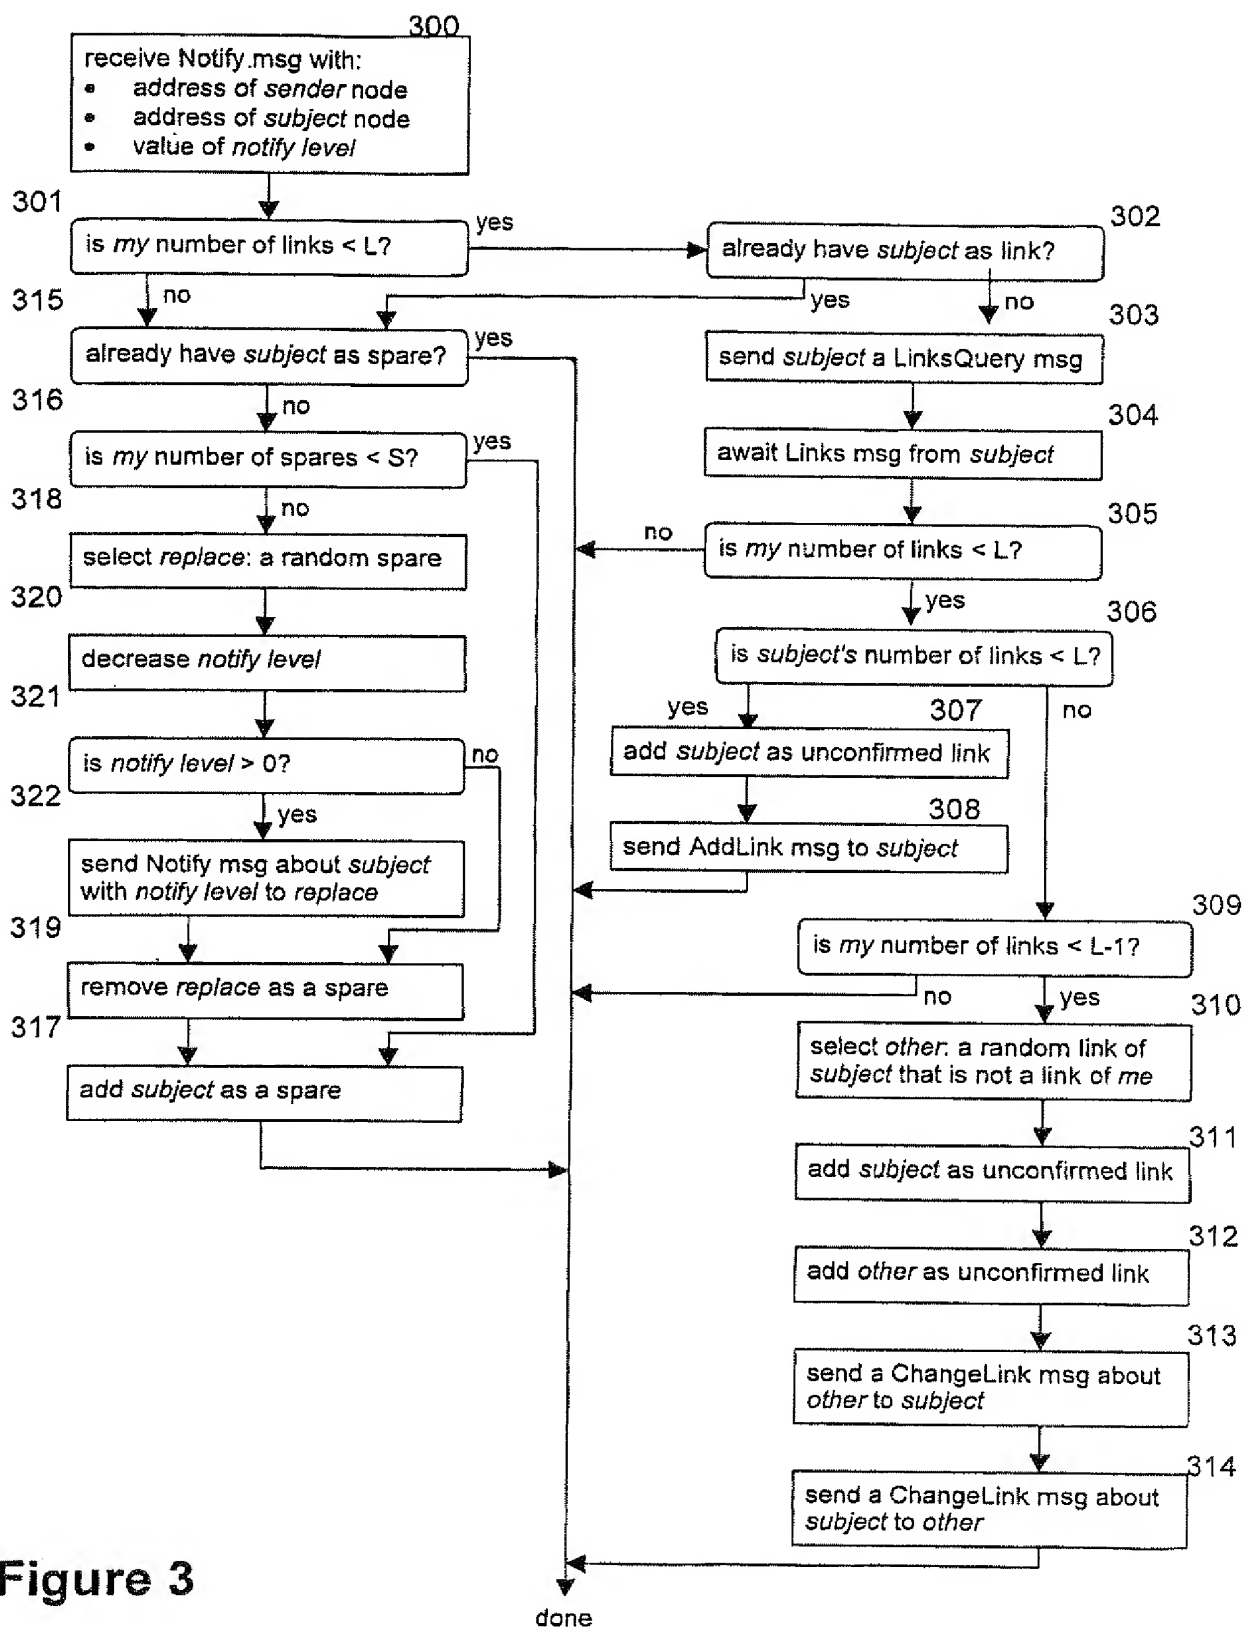 300
receive Notify.msg with:
• address of sender node
• address of subject node
• value of notify level
301
is my number of links < L?
yes
no
302
already have subject as link?
yes
no
315
already have subject as spare?
yes
no
303
send subject a LinksQuery msg
316
is my number of spares < S?
yes
no
304
await Links msg from subject
318
select replace: a random spare
305
is my number of links < L?
no
yes
320
decrease notify level
306
is subject's number of links < L?
yes
no
321
is notify level > 0?
no
yes
307
add subject as unconfirmed link
322
send Notify msg about subject
with notify level to replace
308
send AddLink msg to subject
319
remove replace as a spare
309
is my number of links < L-1?
no
yes
317
add subject as a spare
310
select other: a random link of
subject that is not a link of me
311
add subject as unconfirmed link
312
add other as unconfirmed link
313
send a ChangeLink msg about
other to subject
314
send a ChangeLink msg about
subject to other
Figure 3
done